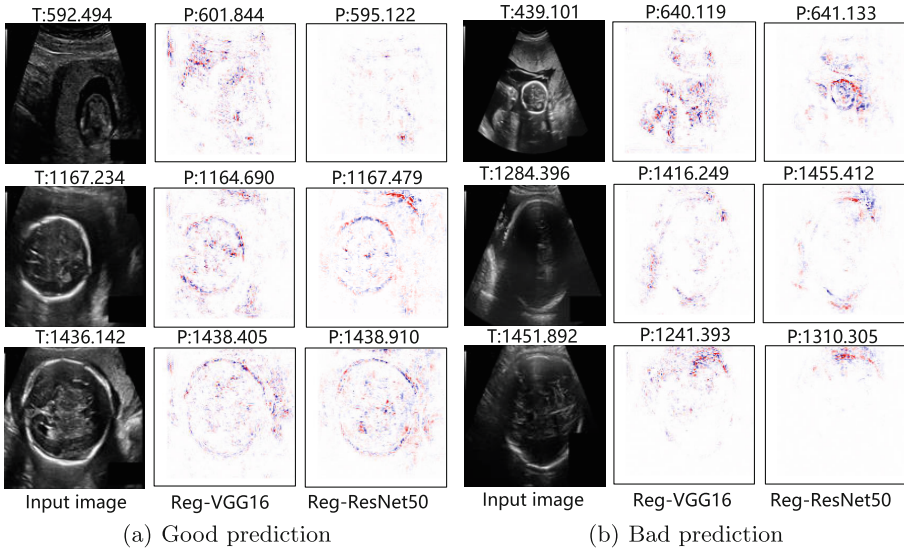 T:592.494 P:601.844 P:595.122
T:1167.234 P:1164.690 P:1167.479
T:1436.142 P:1438.405 P:1438.910
Input image Reg-VGG16 Reg-ResNet50
(a) Good prediction
T:439.101 P:640.119 P:641.133
T:1284.396 P:1416.249 P:1455.412
T:1451.892 P:1241.393 P:1310.305
Input image Reg-VGG16 Reg-ResNet50
(b) Bad prediction